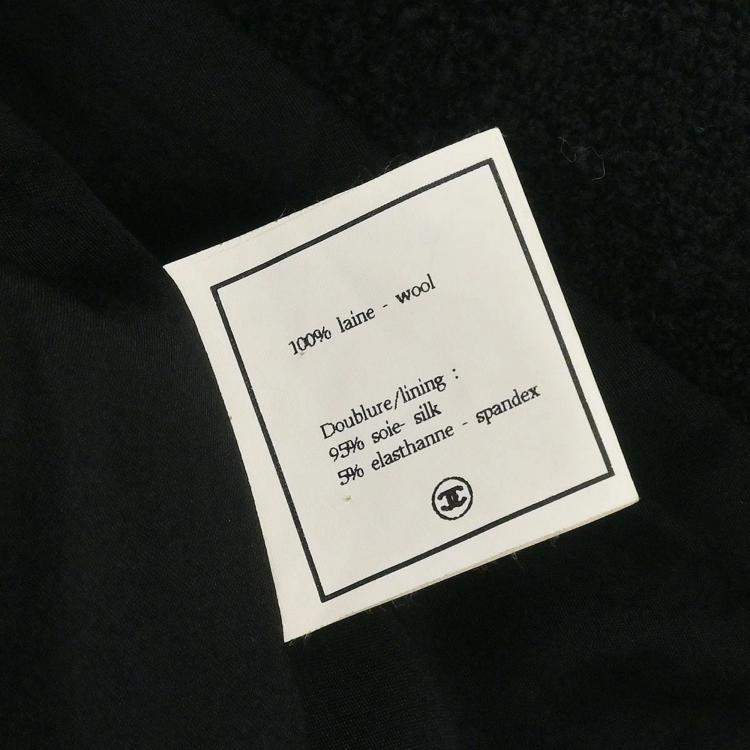 100% laine - wool
Doublure/lining :
95% soie- silk
5% elasthanne - spandex